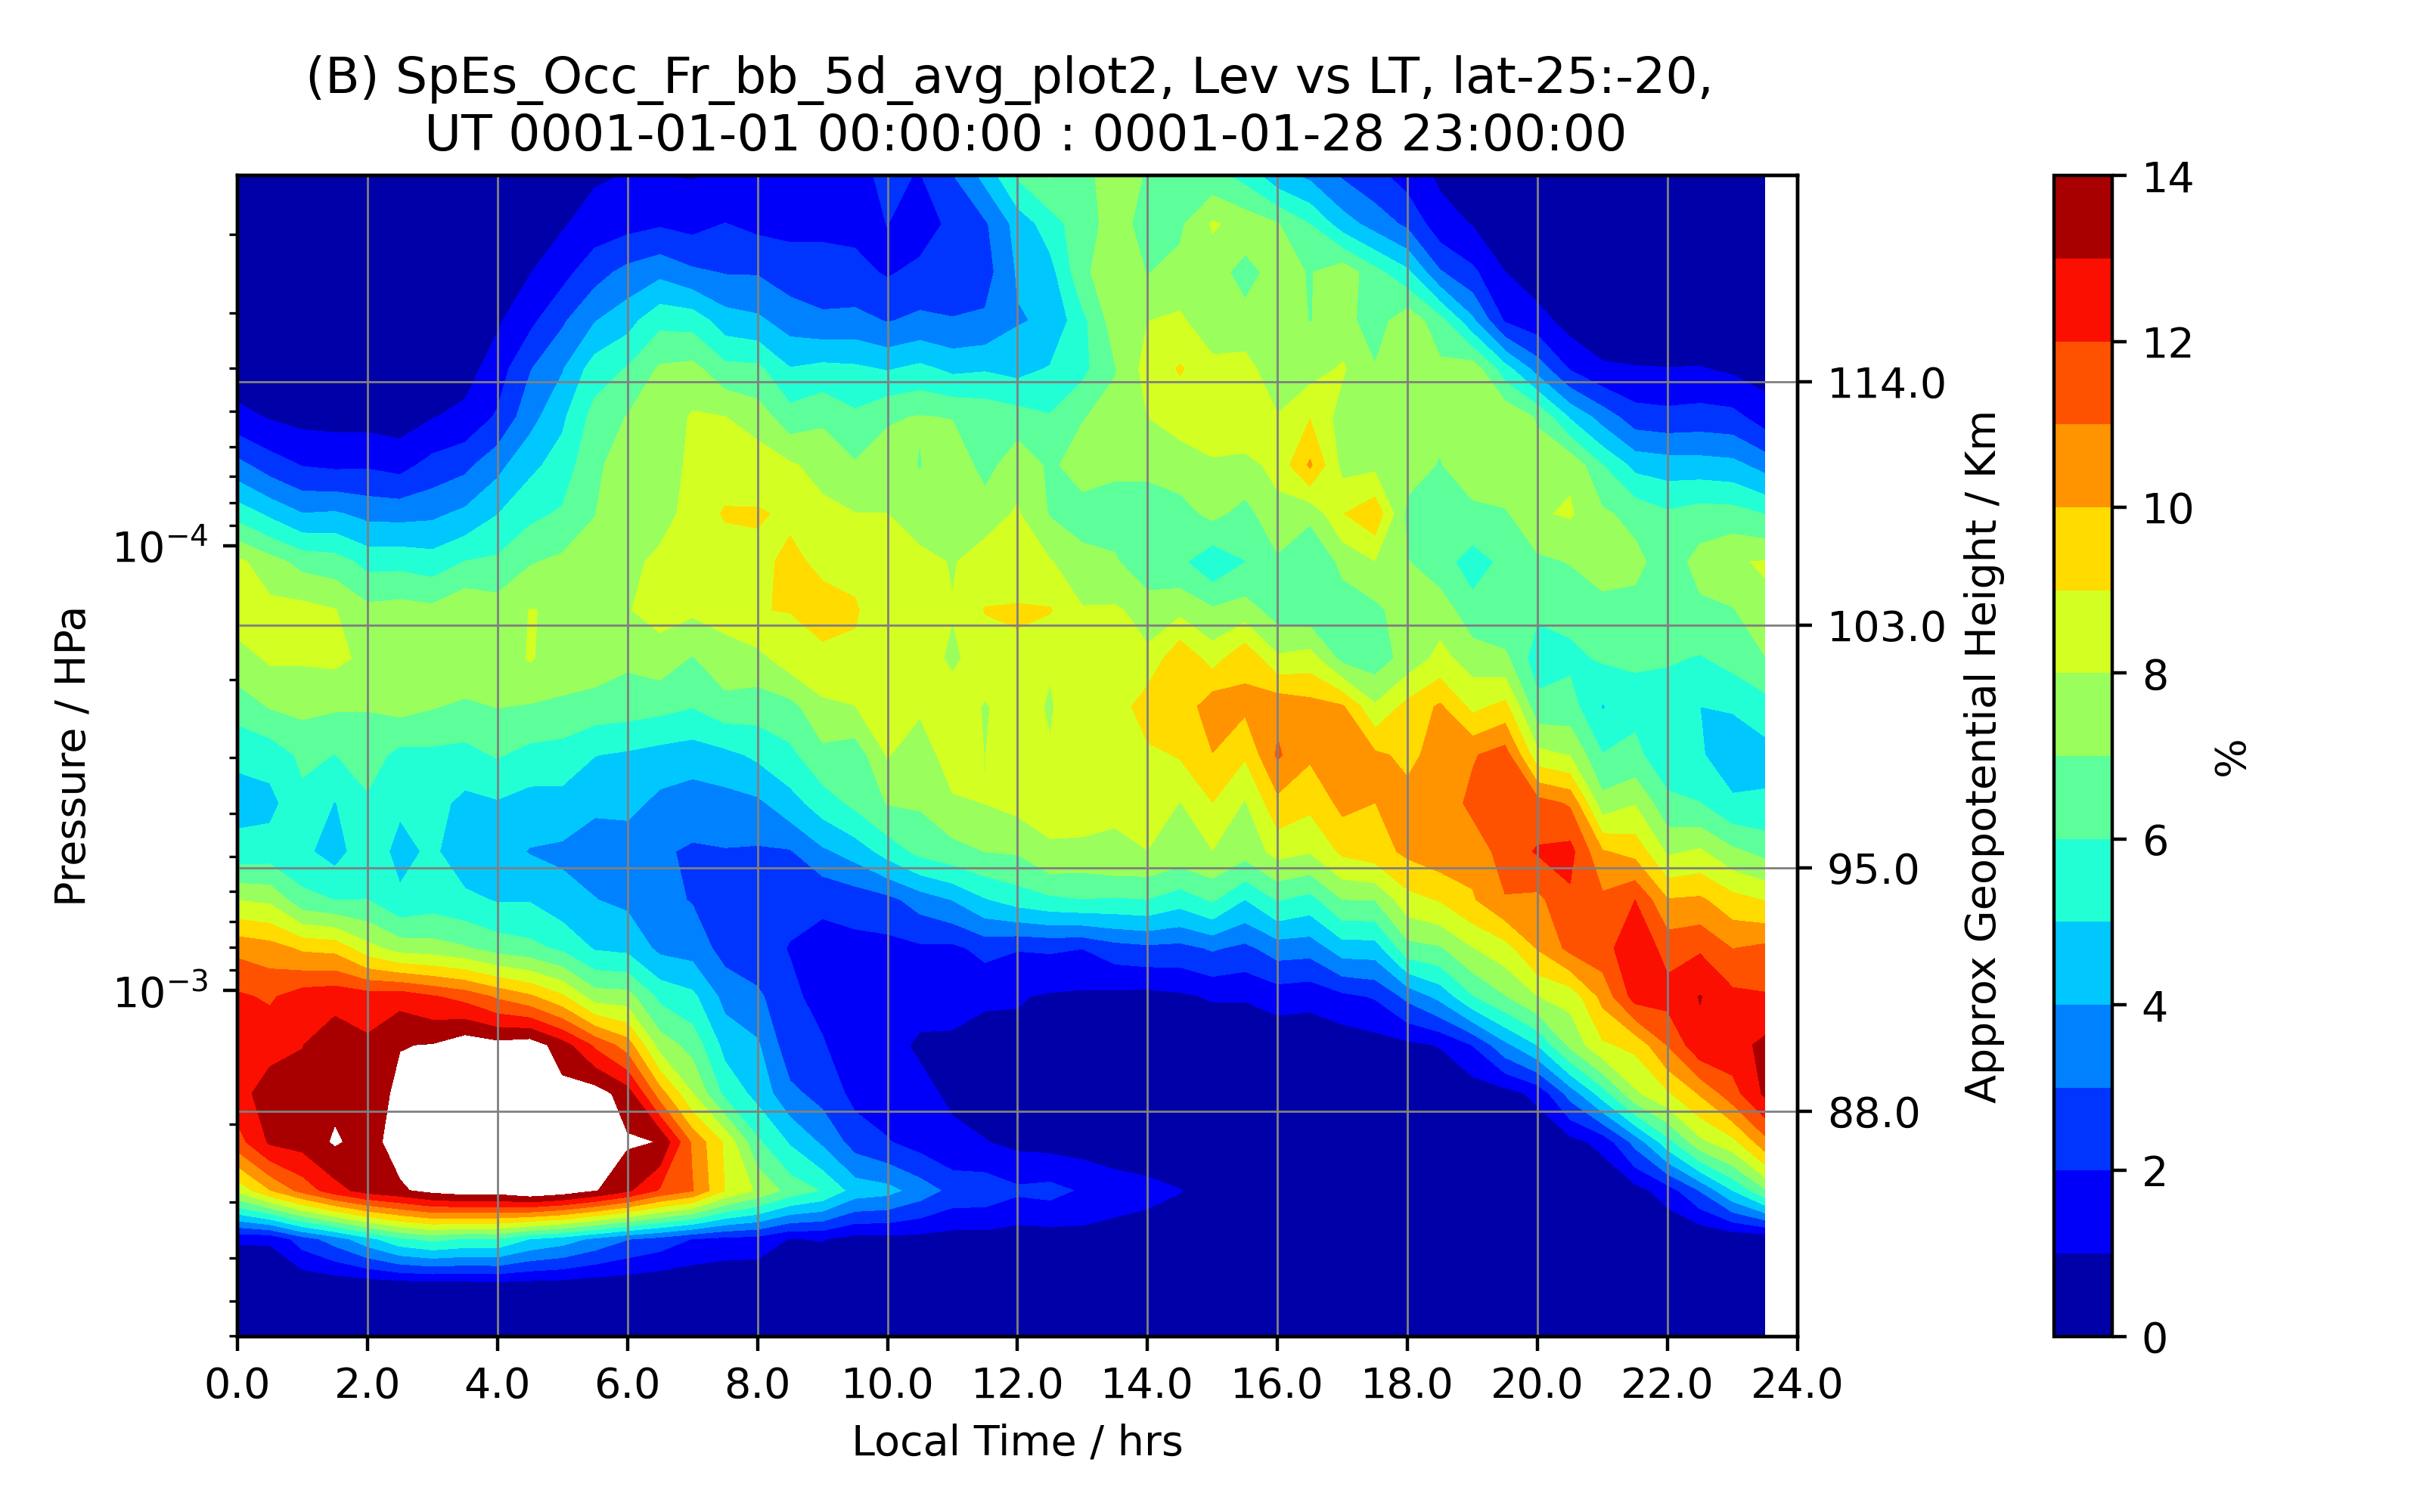 (B) SpEs_Occ_Fr_bb_5d_avg_plot2, Lev vs LT, lat-25:-20,
UT 0001-01-01 00:00:00 : 0001-01-28 23:00:00
Pressure / HPa
10⁻⁴
10⁻³
0.0 2.0 4.0 6.0 8.0 10.0 12.0 14.0 16.0 18.0 20.0 22.0 24.0
Local Time / hrs
114.0
103.0
95.0
88.0
Approx Geopotential Height / Km
14
12
10
8
6
4
2
0
%